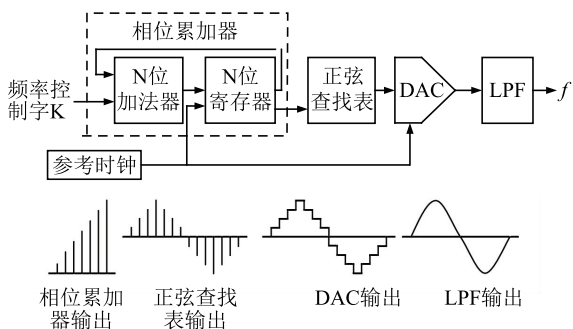 相位累加器
频率控
制字K
N位
加法器
N位
寄存器
正弦
查找表
DAC
LPF
f
参考时钟
相位累加
器输出
正弦查找
表输出
DAC输出
LPF输出